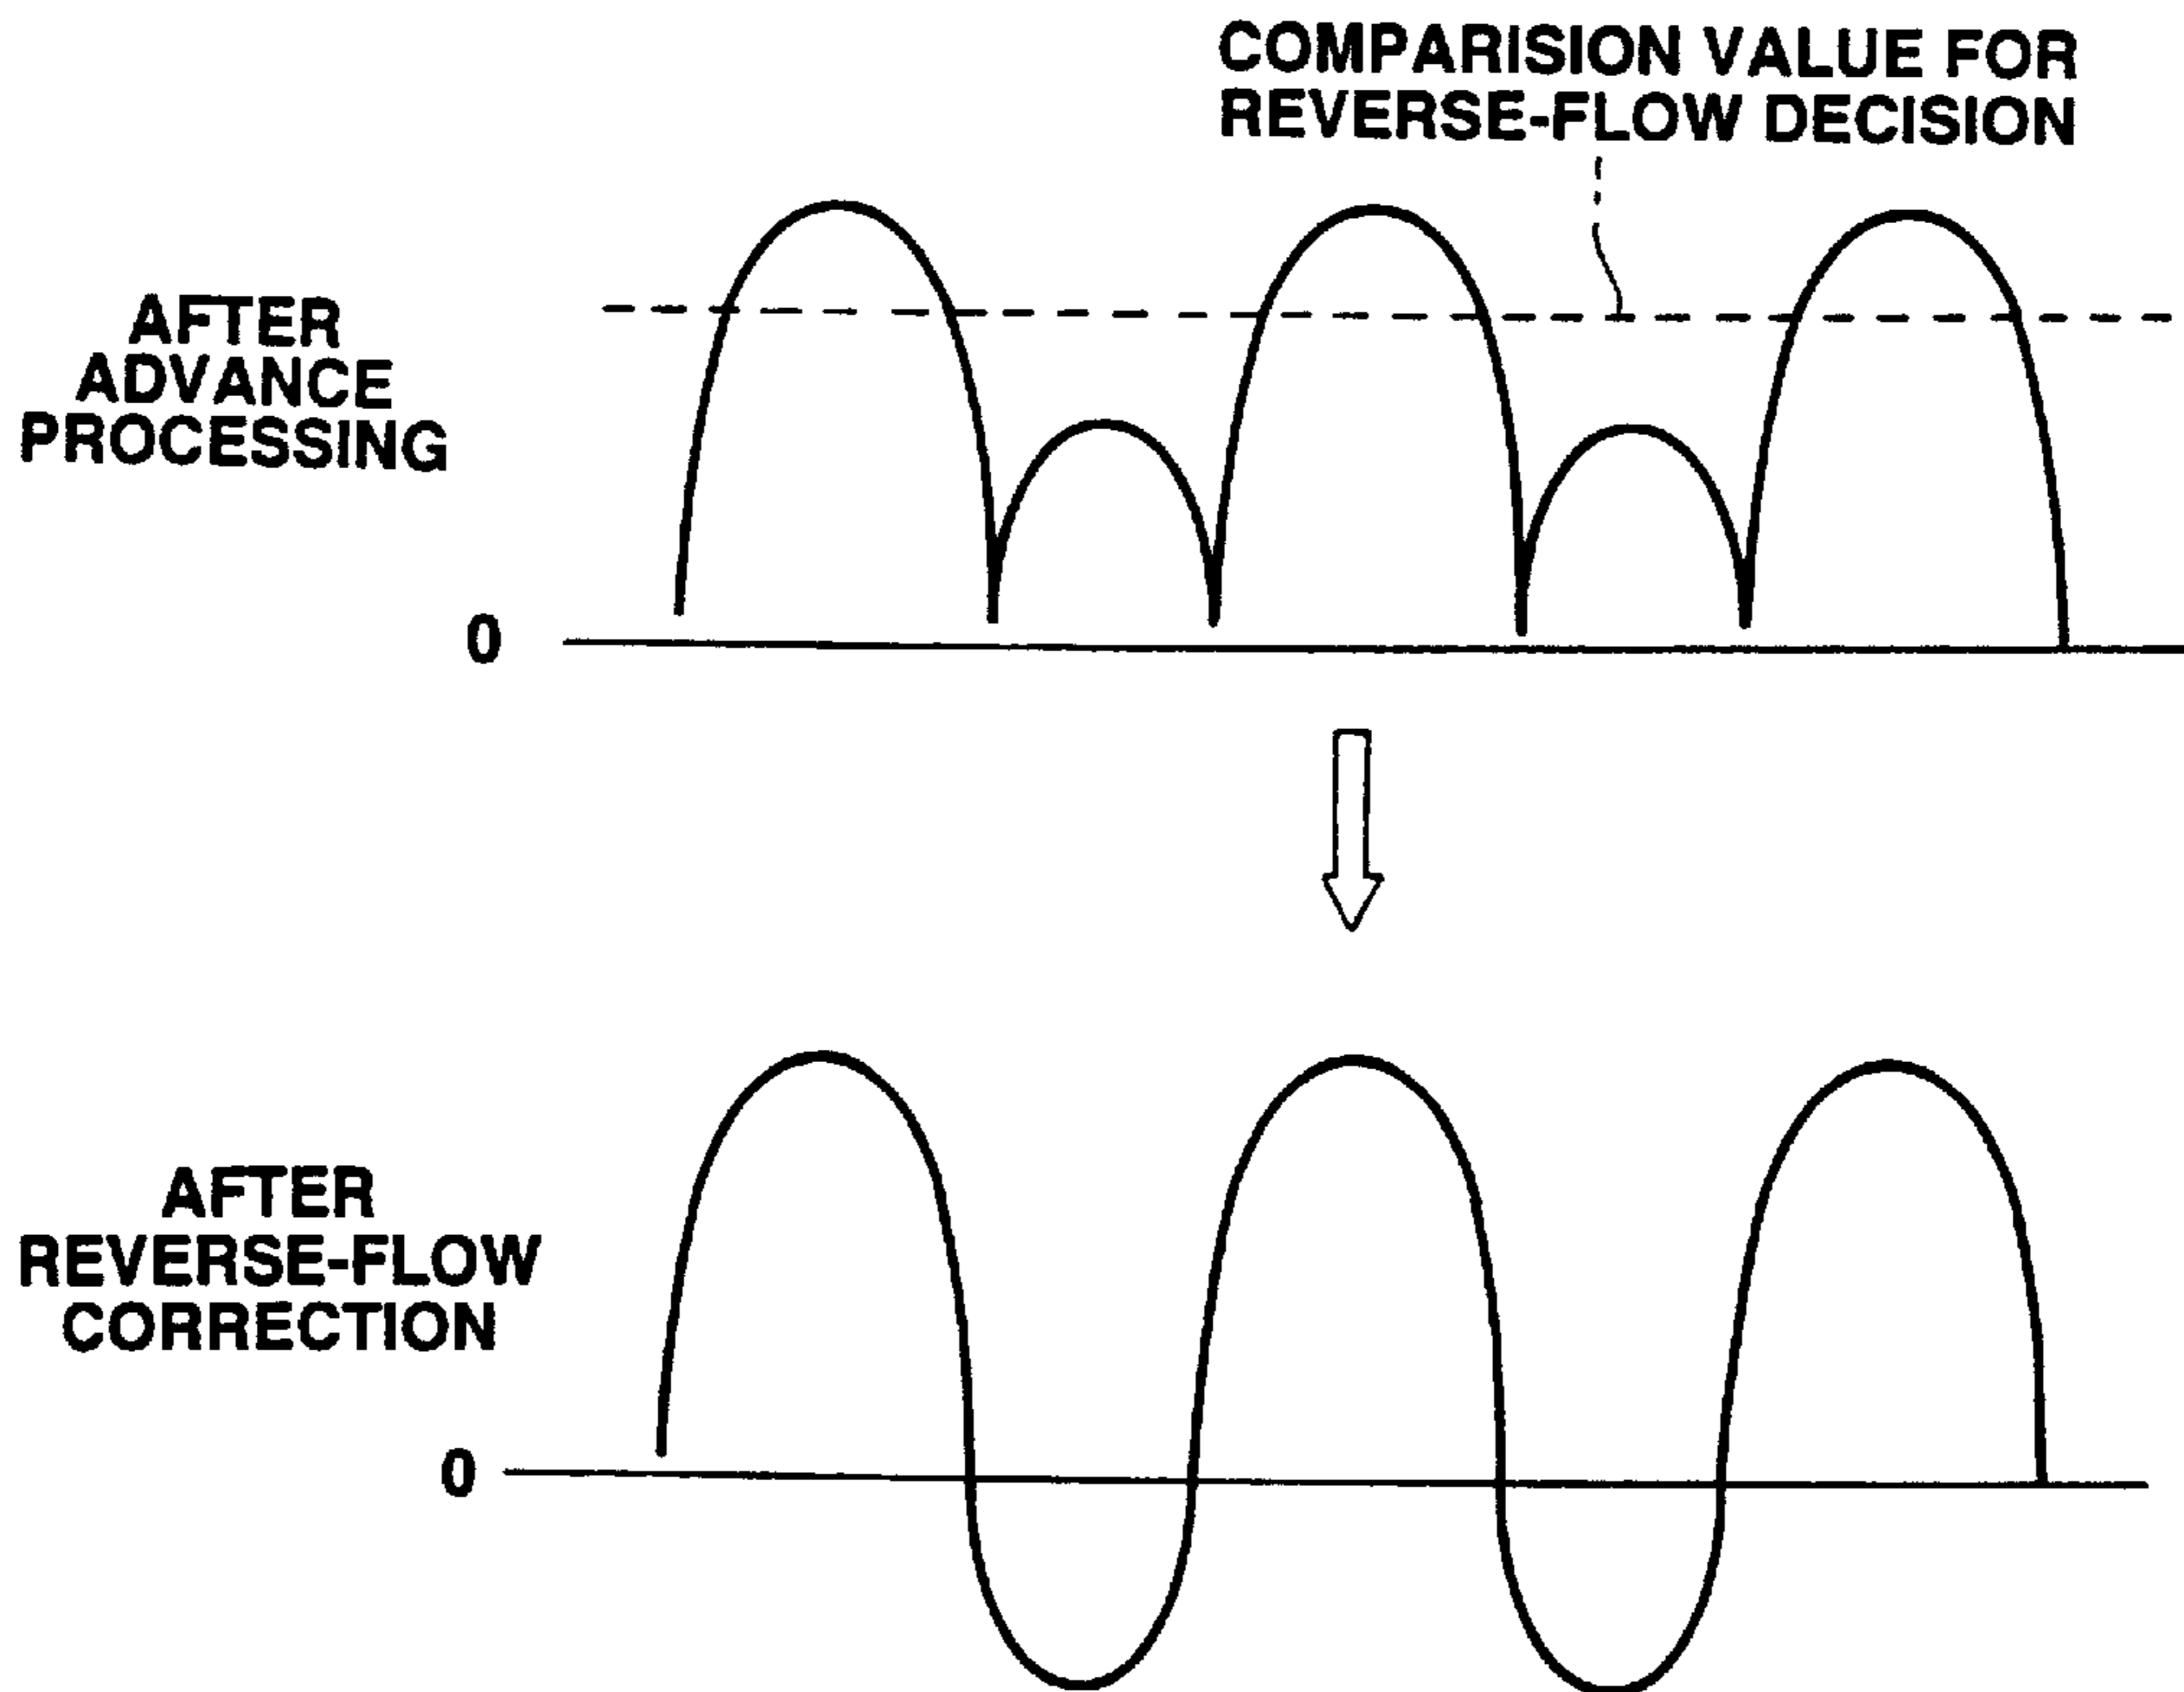 COMPARISION VALUE FOR
REVERSE-FLOW DECISION
AFTER
ADVANCE
PROCESSING
0
AFTER
REVERSE-FLOW
CORRECTION
0